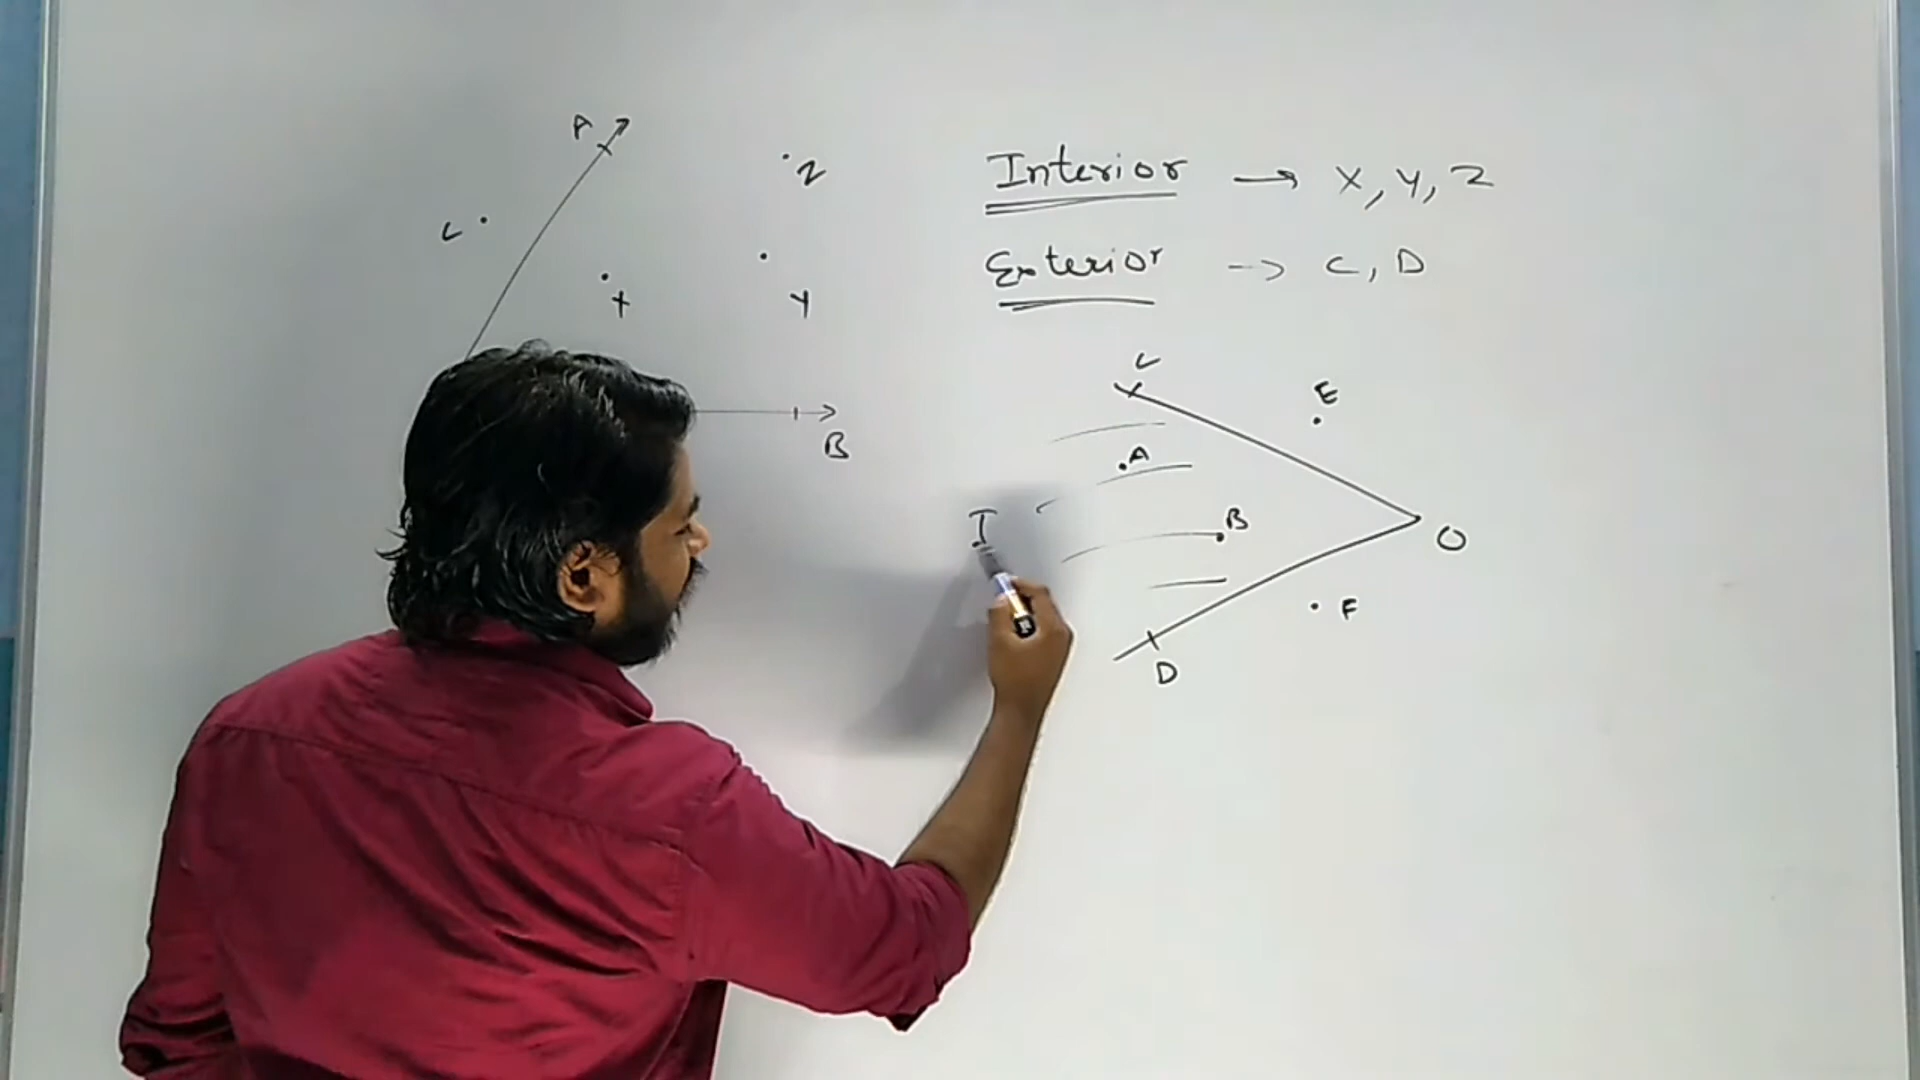 A
Z
C
X
Y
B
Interior → X, Y, Z
Exterior → C, D
C
E
A
I
B
O
F
D